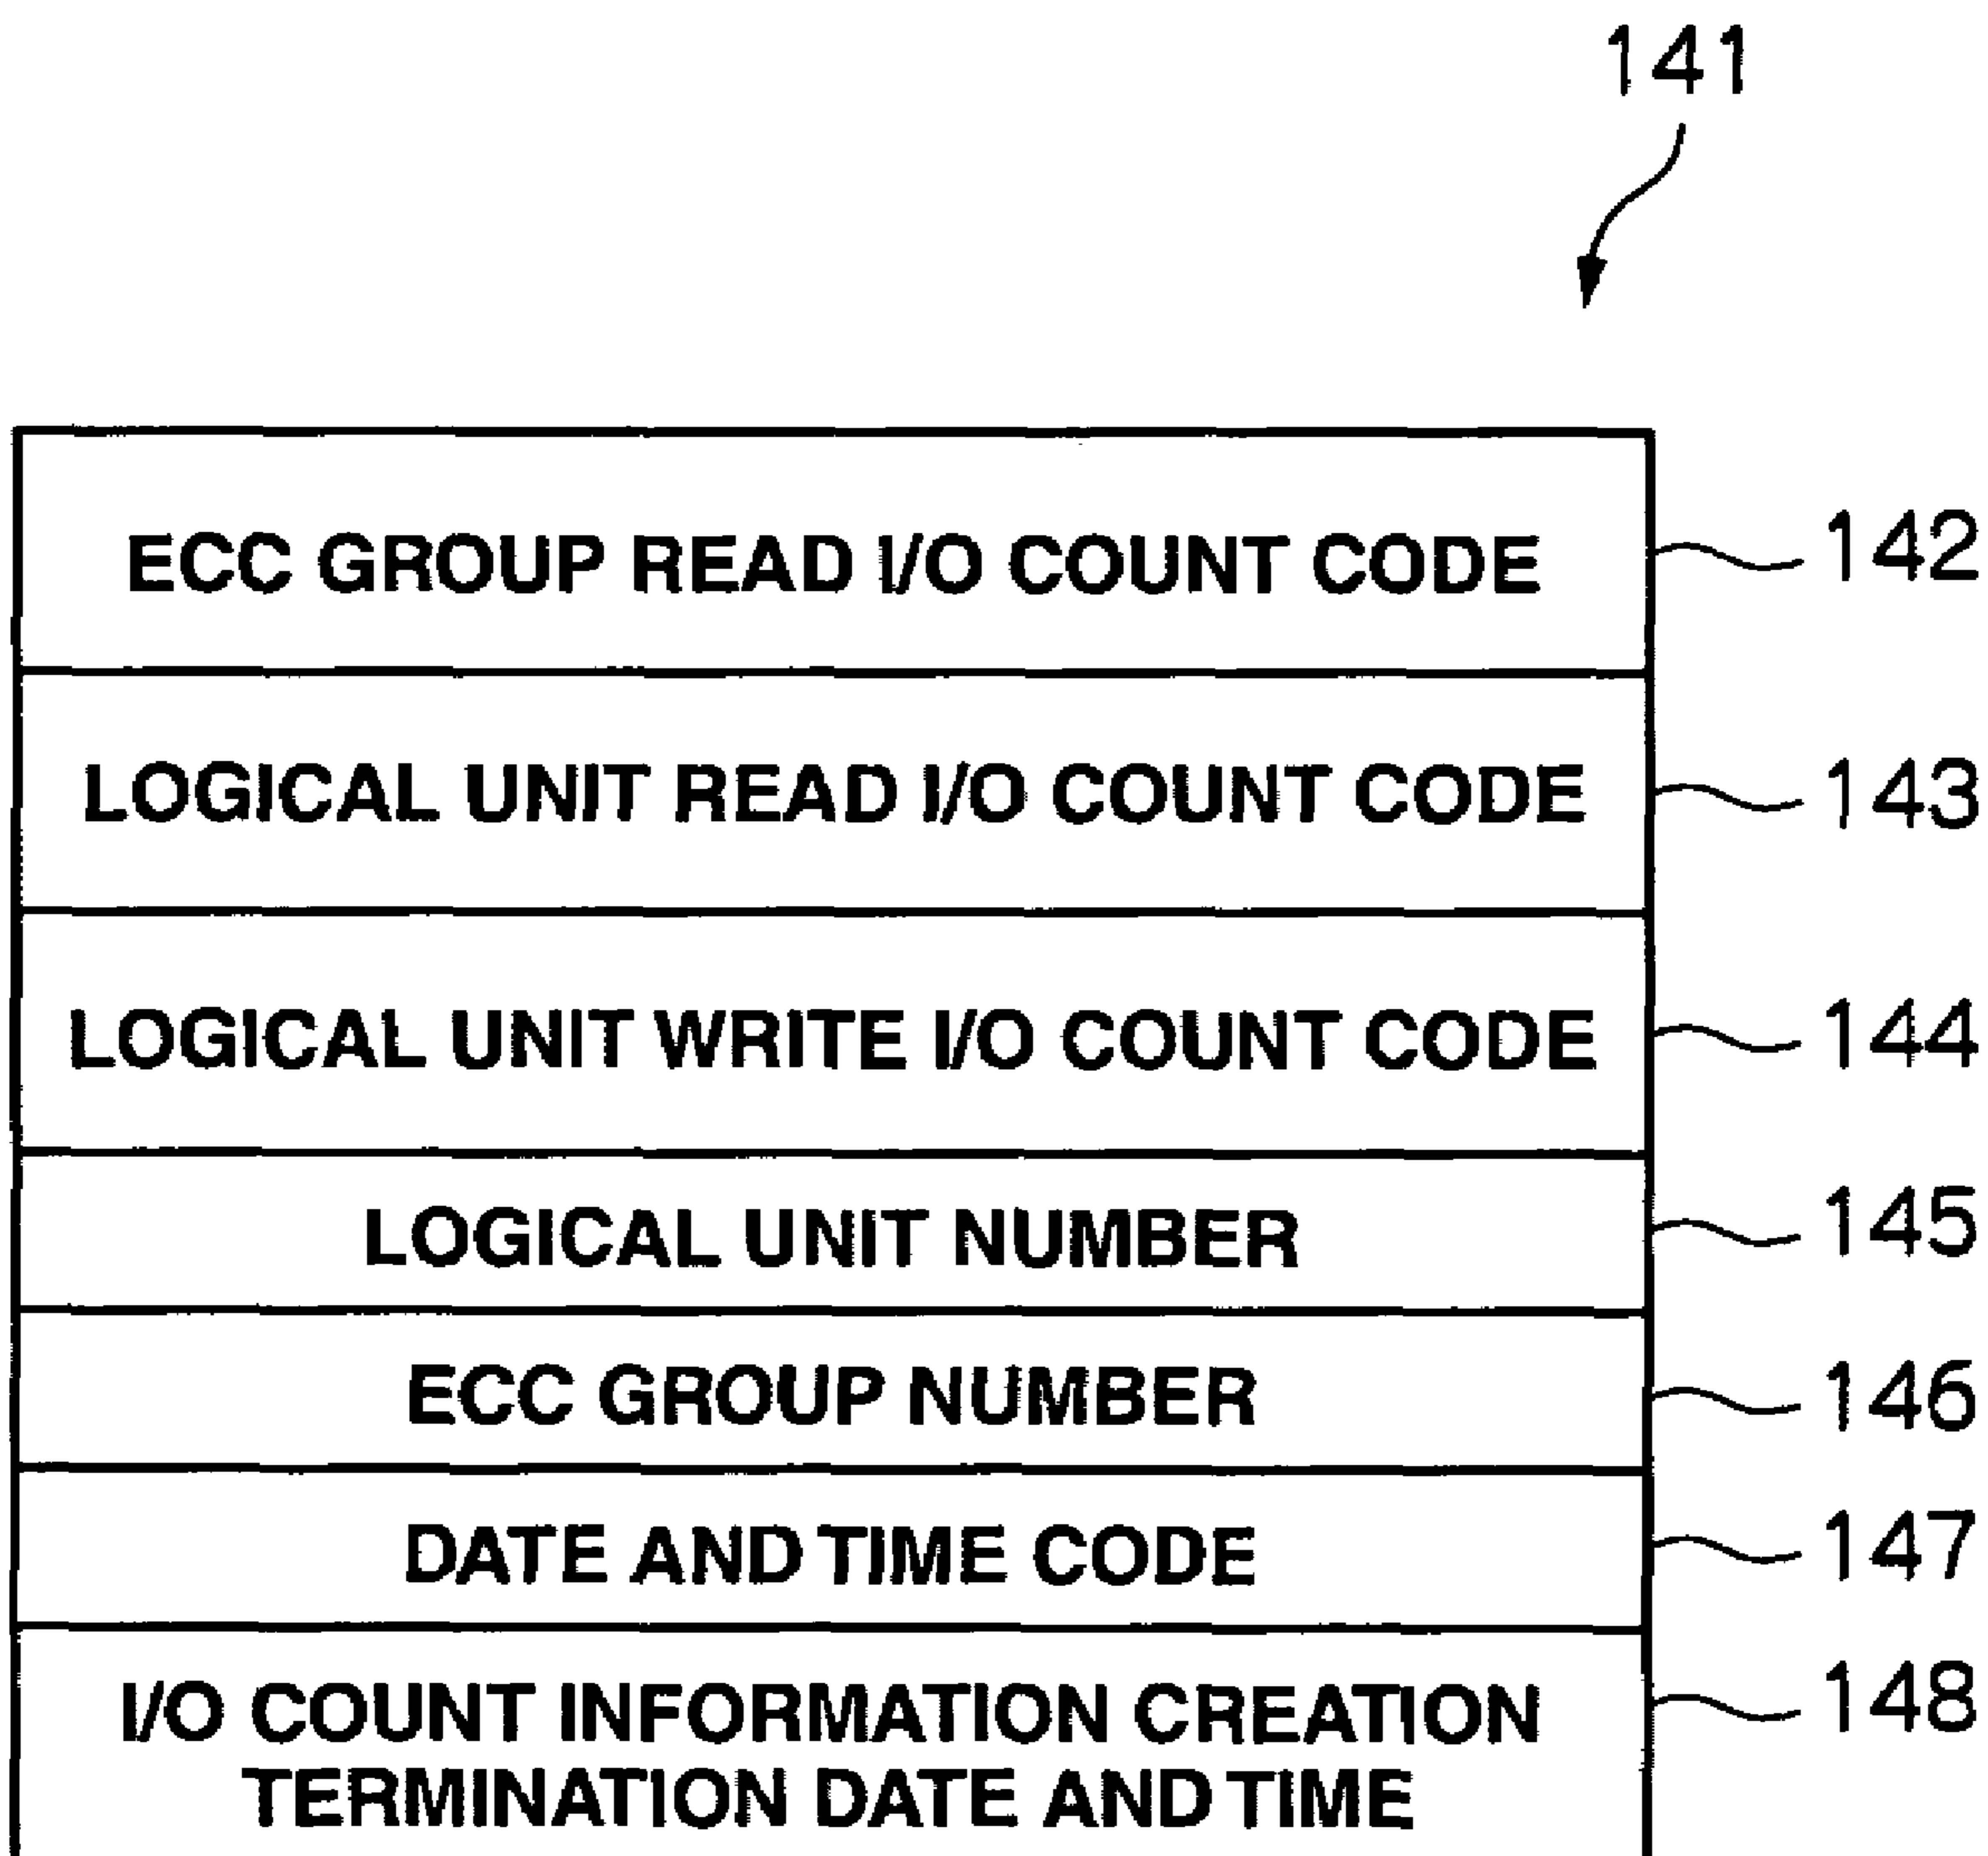 141
ECC GROUP READ I/O COUNT CODE 142
LOGICAL UNIT READ I/O COUNT CODE 143
LOGICAL UNIT WRITE I/O COUNT CODE 144
LOGICAL UNIT NUMBER 145
ECC GROUP NUMBER 146
DATE AND TIME CODE 147
I/O COUNT INFORMATION CREATION 148
TERMINATION DATE AND TIME